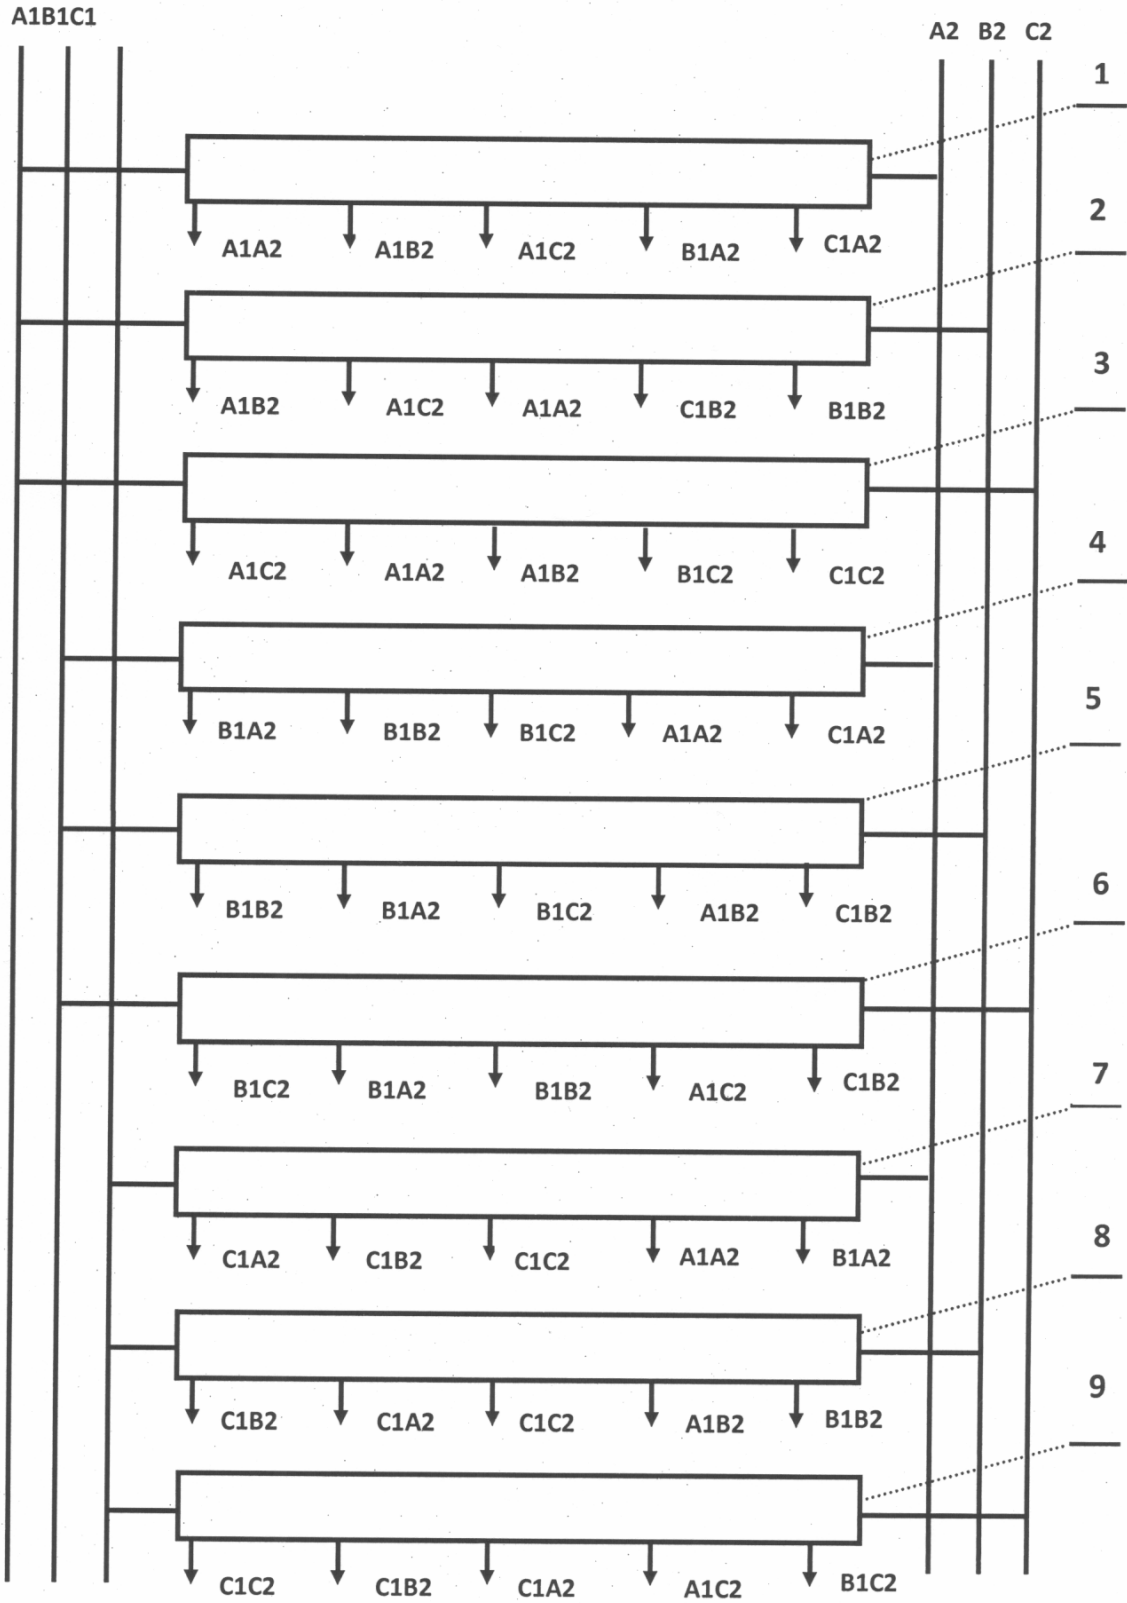 A1B1C1
A2 B2 C2
1
A1A2 A1B2 A1C2 B1A2 C1A2
2
A1B2 A1C2 A1A2 C1B2 B1B2
3
A1C2 A1A2 A1B2 B1C2 C1C2
4
B1A2 B1B2 B1C2 A1A2 C1A2
5
B1B2 B1A2 B1C2 A1B2 C1B2
6
B1C2 B1A2 B1B2 A1C2 C1B2
7
C1A2 C1B2 C1C2 A1A2 B1A2
8
C1B2 C1A2 C1C2 A1B2 B1B2
9
C1C2 C1B2 C1A2 A1C2 B1C2